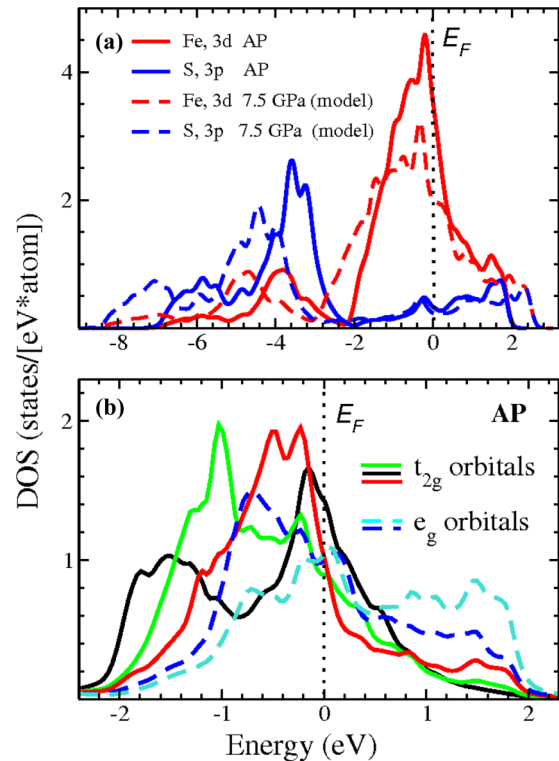 (a)
Fe, 3d AP
S, 3p AP
Fe, 3d 7.5 GPa (model)
S, 3p 7.5 GPa (model)
E_F
4
2
0
-8 -6 -4 -2 0 2
DOS (states/[eV*atom]
(b)
E_F
AP
t_2g orbitals
e_g orbitals
2
1
-2 -1 0 1 2
Energy (eV)